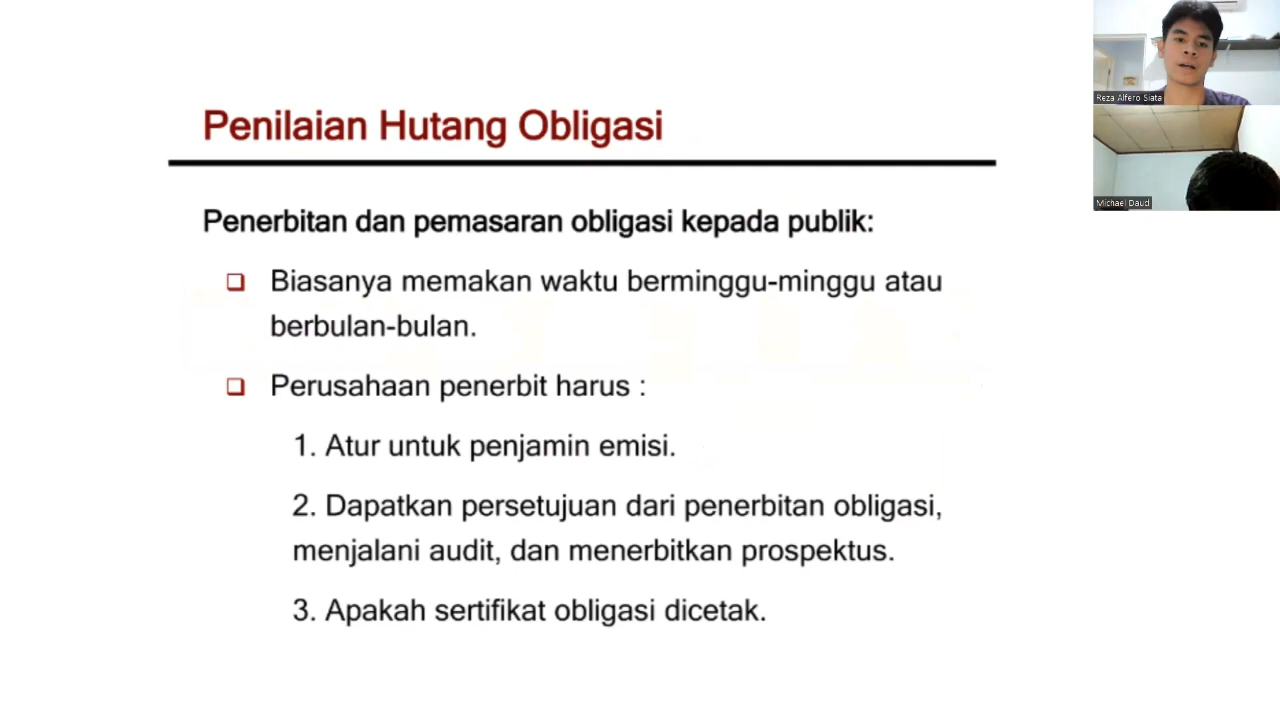 Penilaian Hutang Obligasi
Penerbitan dan pemasaran obligasi kepada publik:
Biasanya memakan waktu berminggu-minggu atau
berbulan-bulan.
Perusahaan penerbit harus :
1. Atur untuk penjamin emisi.
2. Dapatkan persetujuan dari penerbitan obligasi,
menjalani audit, dan menerbitkan prospektus.
3. Apakah sertifikat obligasi dicetak.
Reza Alfero Siata
Michael Daud